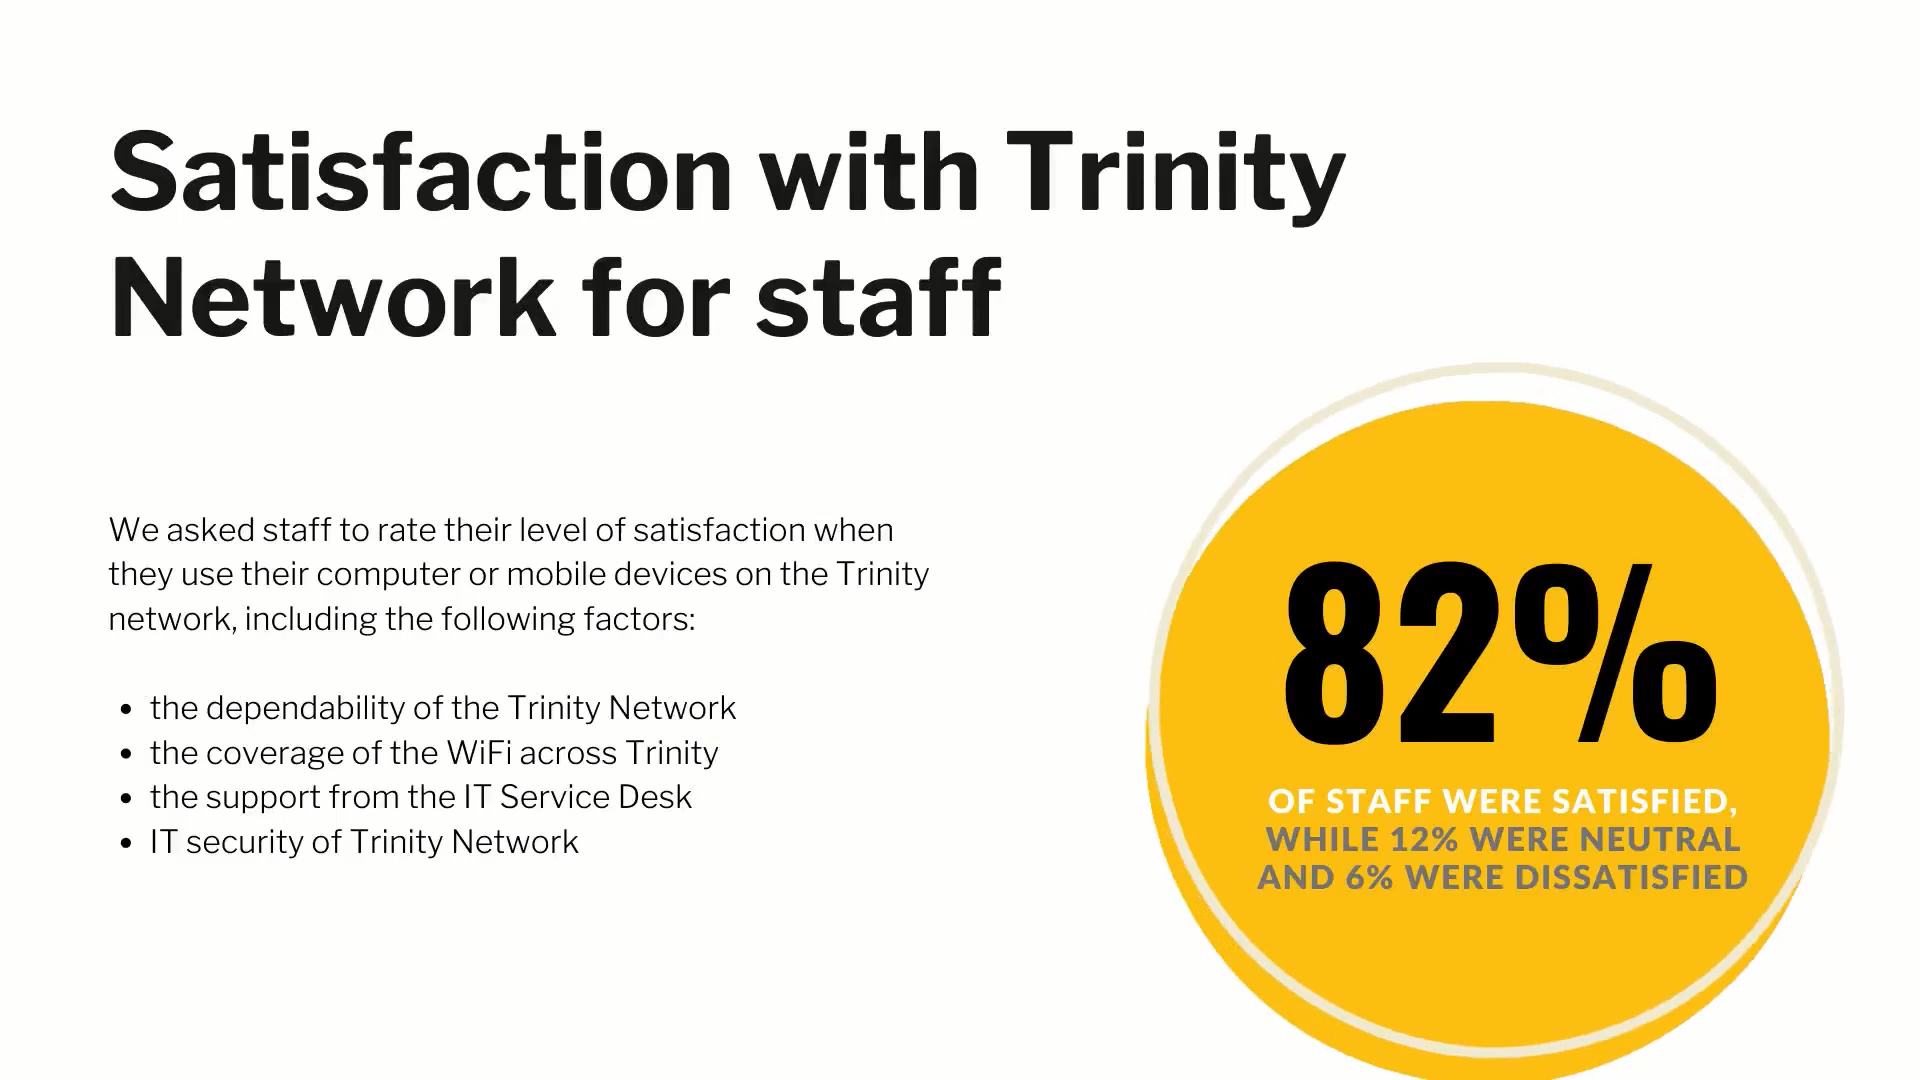 Satisfaction with Trinity
Network for staff
We asked staff to rate their level of satisfaction when
they use their computer or mobile devices on the Trinity
network, including the following factors:
• the dependability of the Trinity Network
• the coverage of the WiFi across Trinity
• the support from the IT Service Desk
• IT security of Trinity Network
82%
OF STAFF WERE SATISFIED,
WHILE 12% WERE NEUTRAL
AND 6% WERE DISSATISFIED